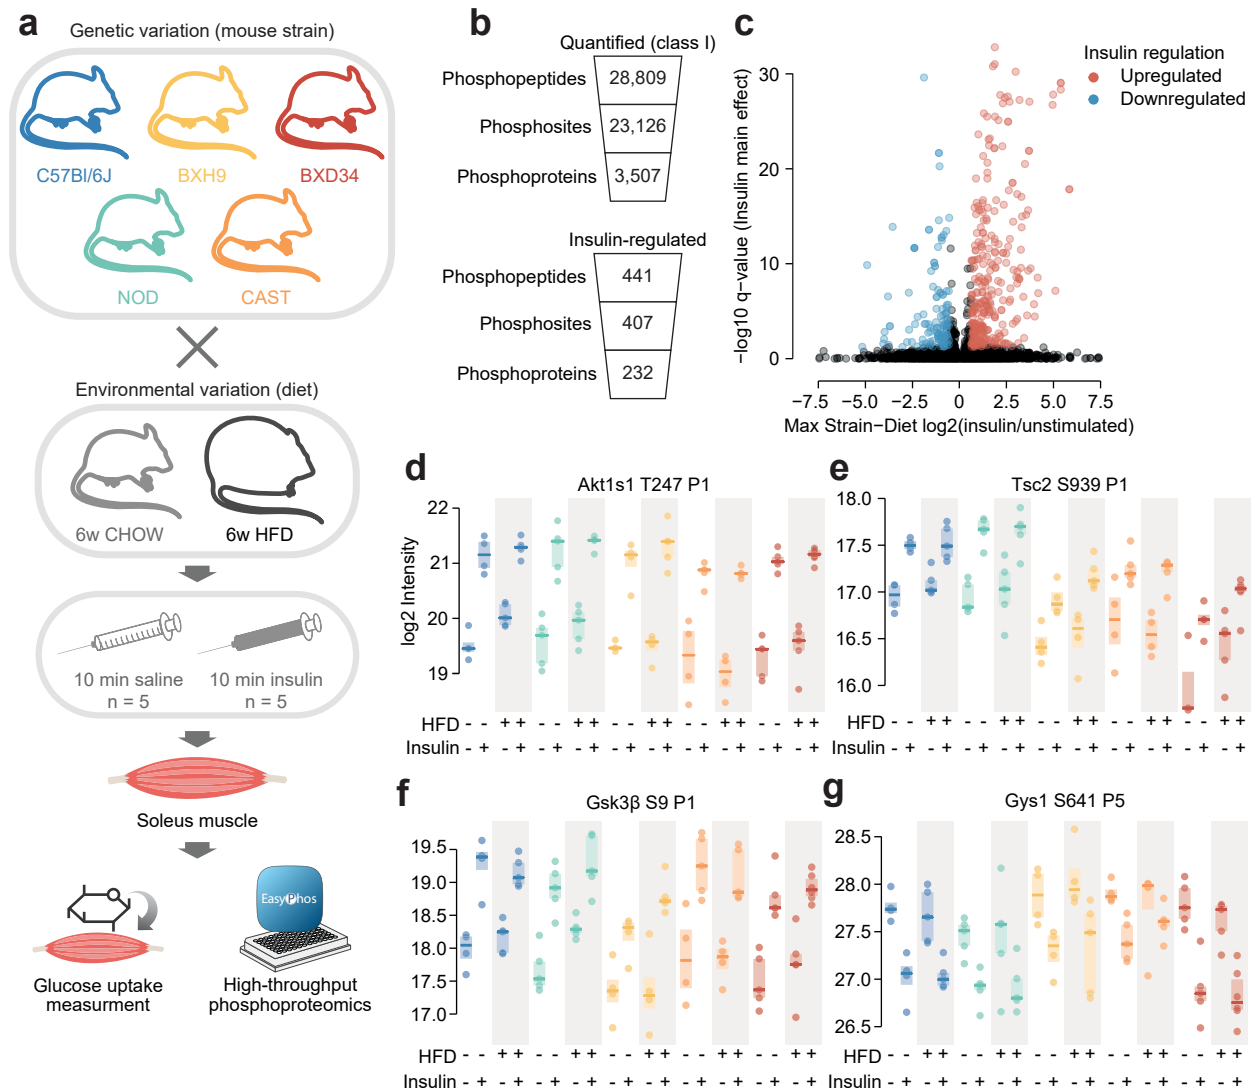 a
Genetic variation (mouse strain)
C57Bl/6J
BXH9
BXD34
NOD
CAST
Environmental variation (diet)
6w CHOW
6w HFD
10 min saline
n = 5
10 min insulin
n = 5
Soleus muscle
Glucose uptake
measurment
EasyPhos
High-throughput
phosphoproteomics
b
Quantified (class I)
Phosphopeptides 28,809
Phosphosites 23,126
Phosphoproteins 3,507
Insulin-regulated
Phosphopeptides 441
Phosphosites 407
Phosphoproteins 232
c
−log10 q−value (Insulin main effect)
30
20
10
0
−7.5 −5.0 −2.5 0 2.5 5.0 7.5
Max Strain−Diet log2(insulin/unstimulated)
Insulin regulation
Upregulated
Downregulated
d
Akt1s1 T247 P1
log2 Intensity
22
21
20
19
HFD - - + + - - + + - - + + - - + + - - + +
Insulin - + - + - + - + - + - + - + - + - + - +
e
Tsc2 S939 P1
18.0
17.5
17.0
16.5
16.0
HFD - - + + - - + + - - + + - - + + - - + +
Insulin - + - + - + - + - + - + - + - + - + - +
f
Gsk3β S9 P1
19.5
19.0
18.5
18.0
17.5
17.0
HFD - - + + - - + + - - + + - - + + - - + +
Insulin - + - + - + - + - + - + - + - + - + - +
g
Gys1 S641 P5
28.5
28.0
27.5
27.0
26.5
HFD - - + + - - + + - - + + - - + + - - + +
Insulin - + - + - + - + - + - + - + - + - + - +